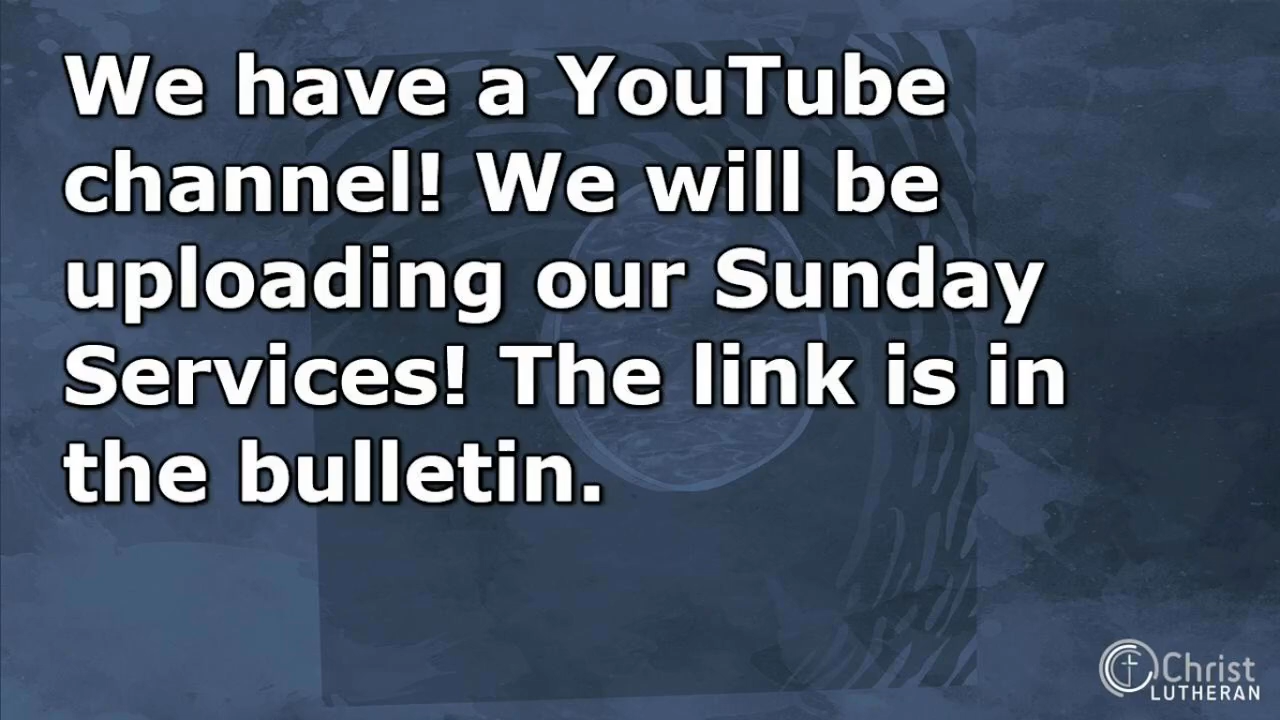 We have a YouTube
channel! We will be
uploading our Sunday
Services! The link is in
the bulletin.
Christ
LUTHERAN